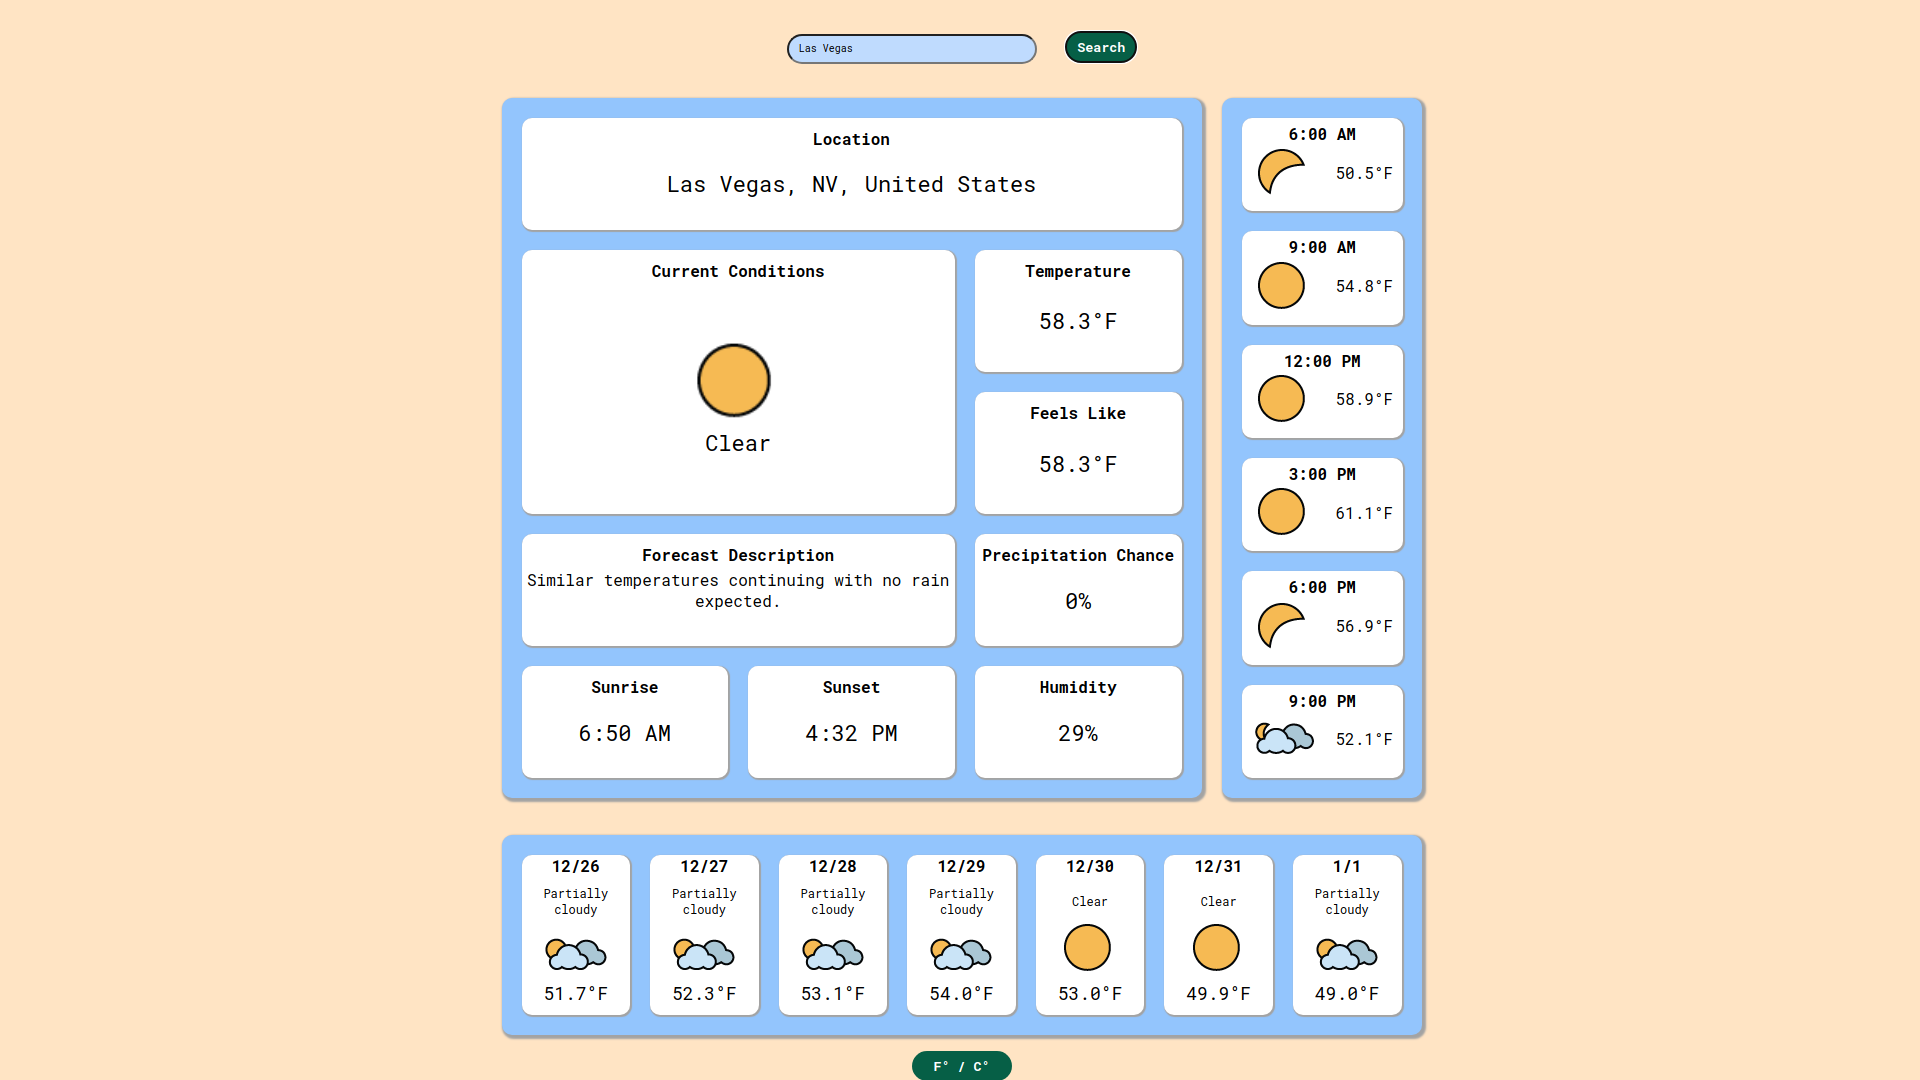 Las Vegas
Search
Location
Las Vegas, NV, United States
Current Conditions
Clear
Temperature
58.3°F
Feels Like
58.3°F
Forecast Description
Similar temperatures continuing with no rain
expected.
Precipitation Chance
0%
Sunrise
6:50 AM
Sunset
4:32 PM
Humidity
29%
6:00 AM
50.5°F
9:00 AM
54.8°F
12:00 PM
58.9°F
3:00 PM
61.1°F
6:00 PM
56.9°F
9:00 PM
52.1°F
12/26
Partially
cloudy
51.7°F
12/27
Partially
cloudy
52.3°F
12/28
Partially
cloudy
53.1°F
12/29
Partially
cloudy
54.0°F
12/30
Clear
53.0°F
12/31
Clear
49.9°F
1/1
Partially
cloudy
49.0°F
F° / C°